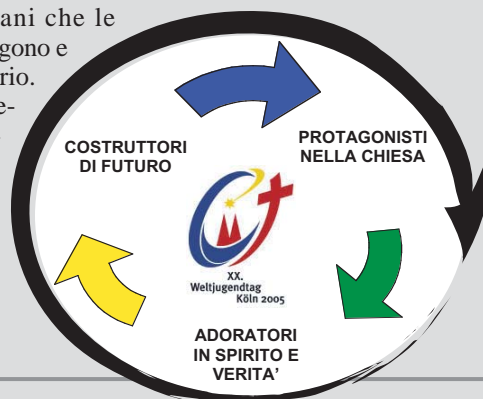 ani che le
gono e
rio.
e-
COSTRUTTORI
DI FUTURO
PROTAGONISTI
NELLA CHIESA
XX.
Weltjugendtag
Köln 2005
ADORATORI
IN SPIRITO E
VERITA’